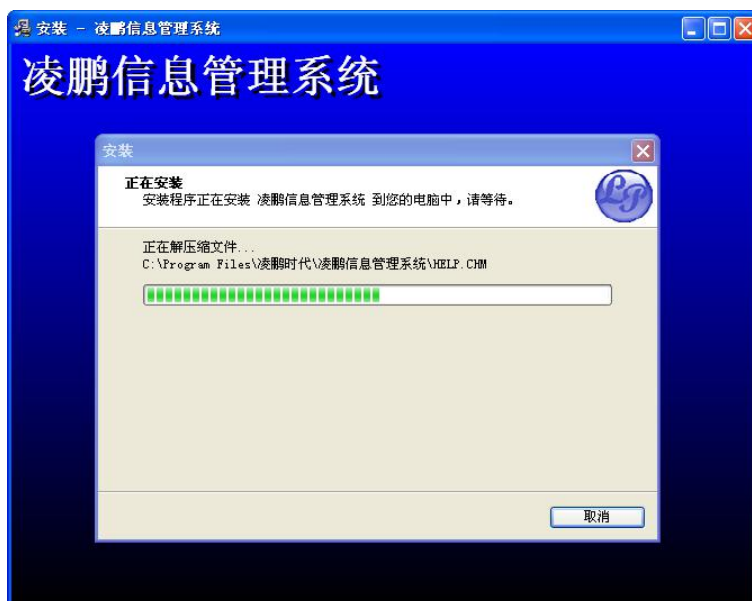 安装 - 凌鹏信息管理系统
凌鹏信息管理系统
安装
正在安装
安装程序正在安装 凌鹏信息管理系统 到您的电脑中，请等待。
LP
正在解压缩文件...
C:\Program Files\凌鹏时代\凌鹏信息管理系统\HELP.CHM
取消